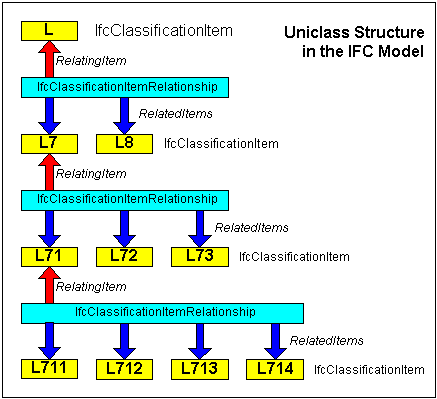 L IfcClassificationItem
Uniclass Structure
in the IFC Model
RelatingItem
IfcClassificationItemRelationship
RelatedItems
L7 L8 IfcClassificationItem
RelatingItem
IfcClassificationItemRelationship
RelatedItems
L71 L72 L73 IfcClassificationItem
RelatingItem
IfcClassificationItemRelationship
RelatedItems
L711 L712 L713 L714 IfcClassificationItem